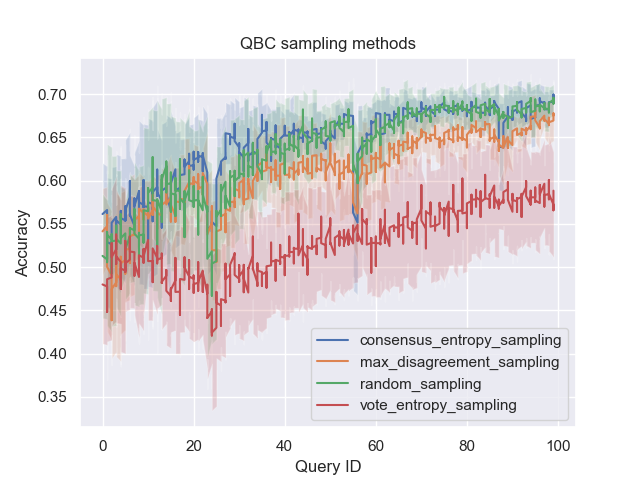 QBC sampling methods
Accuracy
0.70
0.65
0.60
0.55
0.50
0.45
0.40
0.35
consensus_entropy_sampling
max_disagreement_sampling
random_sampling
vote_entropy_sampling
0
20
40
60
80
100
Query ID